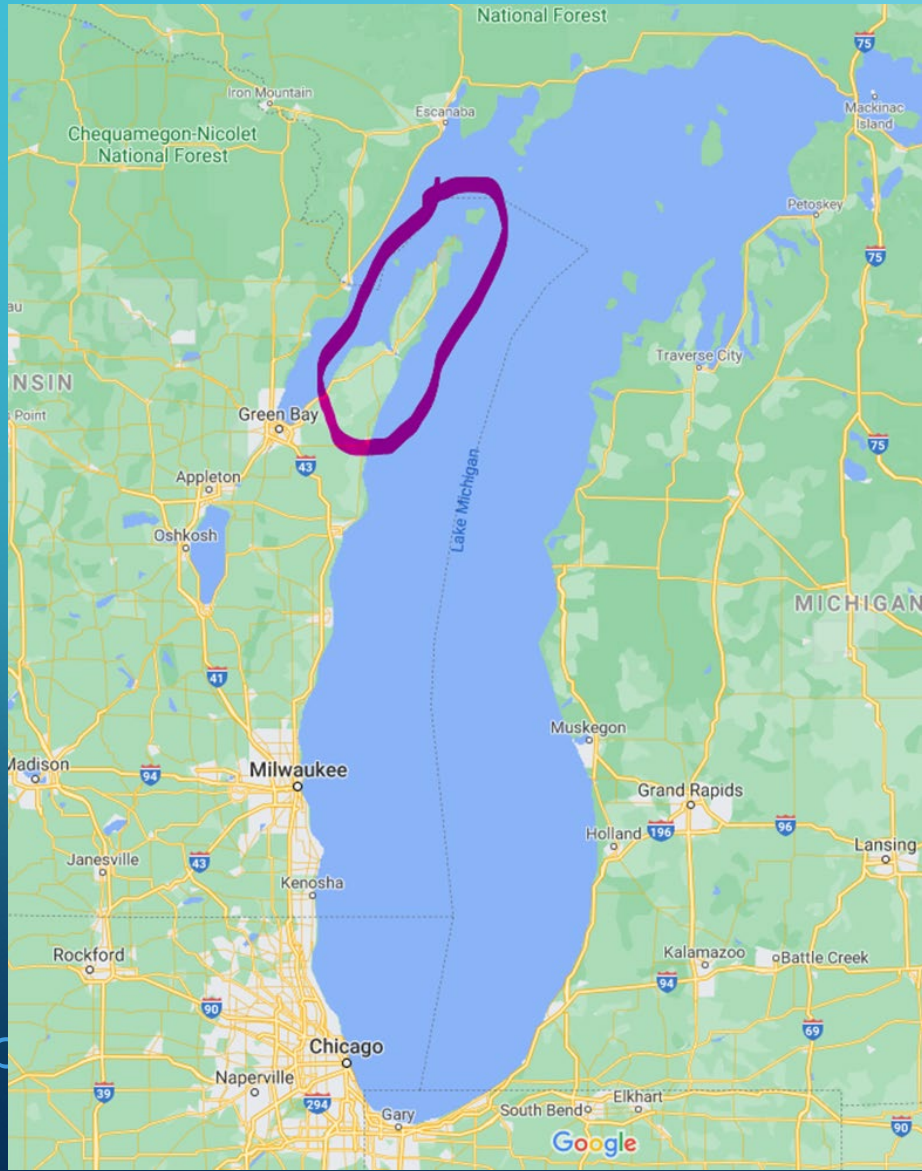 National Forest
75
Iron Mountain
Escanaba
Mackinac
Island
Chequamegon-Nicolet
National Forest
Petoskey
75
au
Traverse City
NSIN
Point
Green Bay
43
75
Appleton
Lake Michigan
Oshkosh
MICHIGAN
41
Muskegon
Madison
94
Milwaukee
Grand Rapids
Holland
196
96
Lansing
Janesville
43
Kenosha
Rockford
Kalamazoo
Battle Creek
94
90
69
Chicago
Naperville
39
294
Gary
South Bend
Elkhart
90
Google